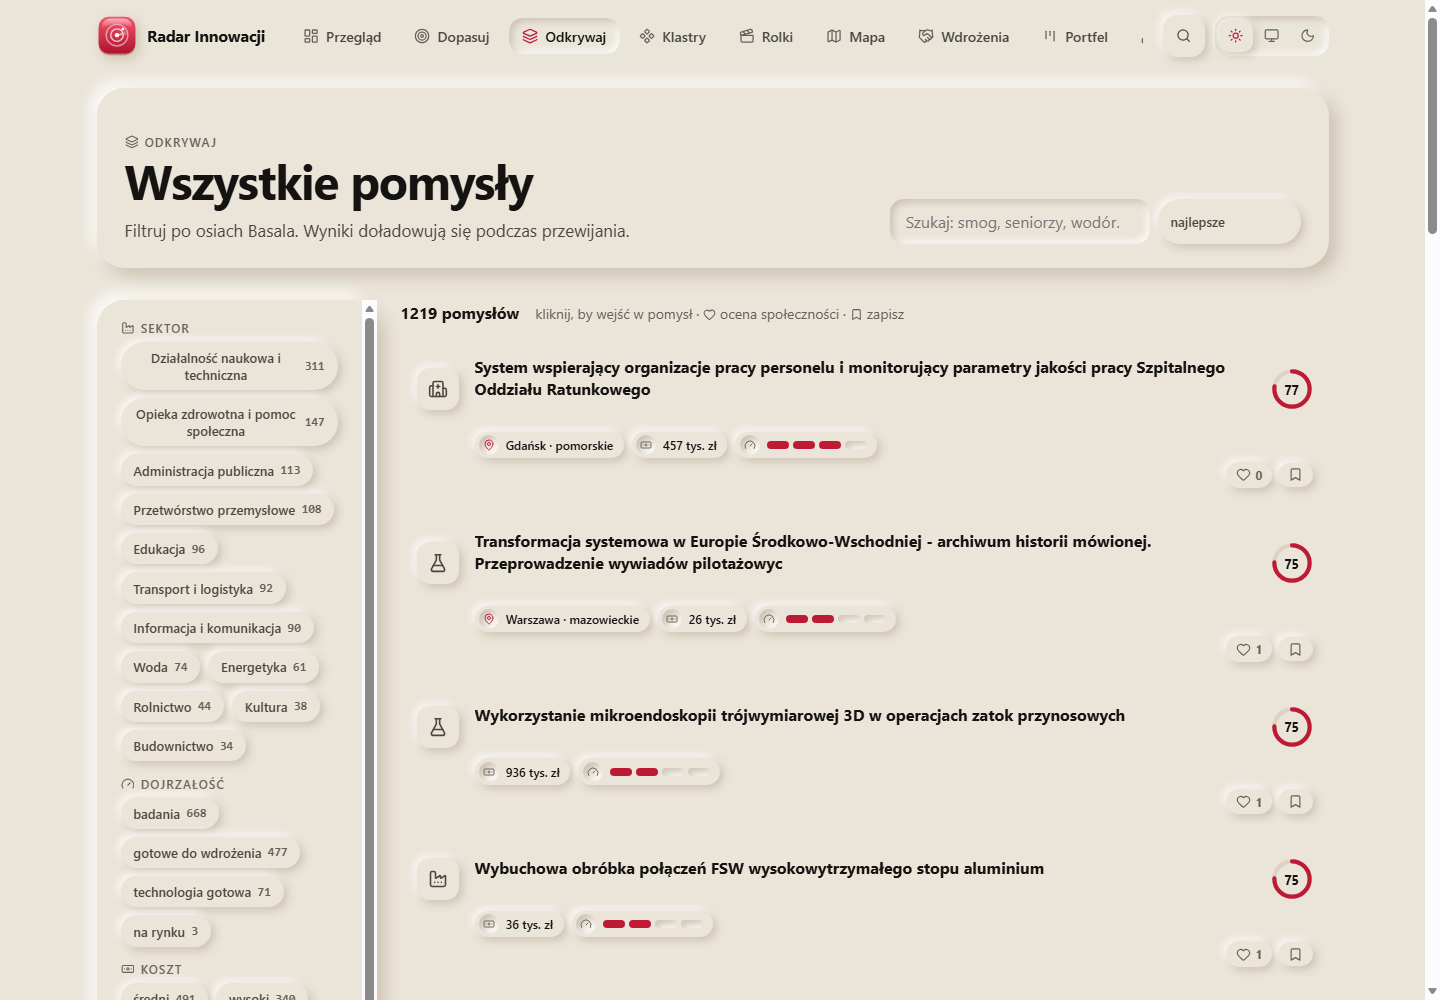 Radar Innowacji
Przegląd
Dopasuj
Odkrywaj
Klastry
Rolki
Mapa
Wdrożenia
Portfel
ODKRYWAJ
Wszystkie pomysły
Filtruj po osiach Basala. Wyniki doładowują się podczas przewijania.
Szukaj: smog, seniorzy, wodór.
najlepsze
SEKTOR
Działalność naukowa i
techniczna 311
Opieka zdrowotna i pomoc
społeczna 147
Administracja publiczna 113
Przetwórstwo przemysłowe 108
Edukacja 96
Transport i logistyka 92
Informacja i komunikacja 90
Woda 74 Energetyka 61
Rolnictwo 44 Kultura 38
Budownictwo 34
DOJRZAŁOŚĆ
badania 668
gotowe do wdrożenia 477
technologia gotowa 71
na rynku 3
KOSZT
średni 491 wysoki 340
1219 pomysłów kliknij, by wejść w pomysł · ocena społeczności · zapisz
System wspierający organizacje pracy personelu i monitorujący parametry jakości pracy Szpitalnego
Oddziału Ratunkowego
77
Gdańsk · pomorskie 457 tys. zł
0
Transformacja systemowa w Europie Środkowo-Wschodniej - archiwum historii mówionej.
Przeprowadzenie wywiadów pilotażowyc
75
Warszawa · mazowieckie 26 tys. zł
1
Wykorzystanie mikroendoskopii trójwymiarowej 3D w operacjach zatok przynosowych
75
936 tys. zł
1
Wybuchowa obróbka połączeń FSW wysokowytrzymałego stopu aluminium
75
36 tys. zł
1